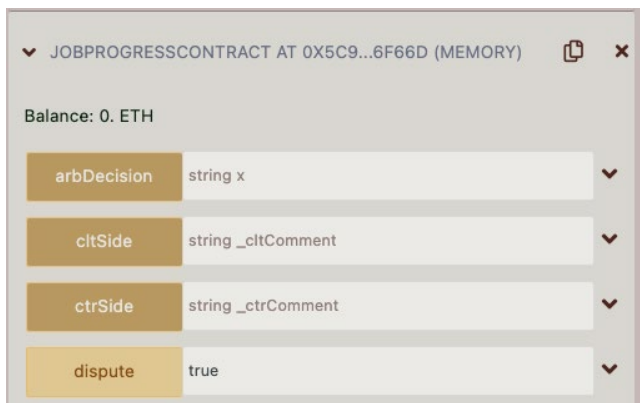 JOBPROGRESSCONTRACT AT 0X5C9...6F66D (MEMORY)
Balance: 0. ETH
arbDecision string x
cltSide string _cltComment
ctrSide string _ctrComment
dispute true